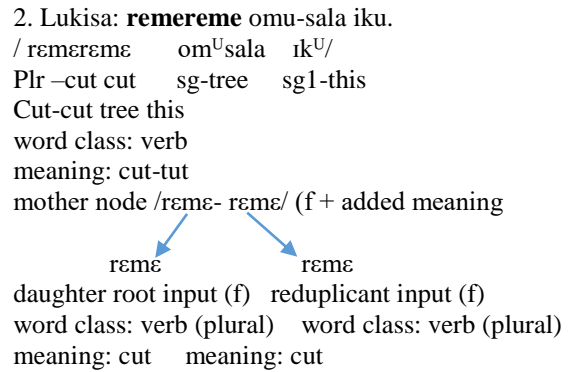 2. Lukisa: remereme omu-sala iku.
/ rɛmɛrɛmɛ omᵁsala ɪkᵁ/
Plr –cut cut sg-tree sg1-this
Cut-cut tree this
word class: verb
meaning: cut-tut
mother node /rɛmɛ- rɛmɛ/ (f + added meaning
rɛmɛ rɛmɛ
daughter root input (f) reduplicant input (f)
word class: verb (plural) word class: verb (plural)
meaning: cut meaning: cut